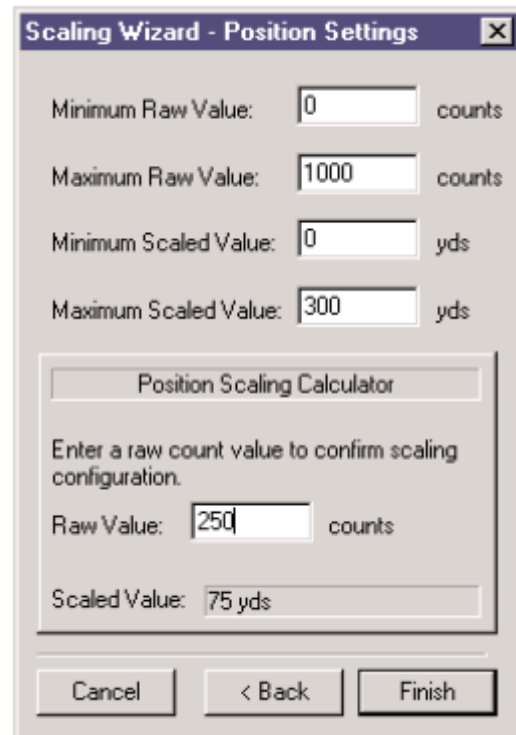 Scaling Wizard - Position Settings
Minimum Raw Value: 0 counts
Maximum Raw Value: 1000 counts
Minimum Scaled Value: 0 yds
Maximum Scaled Value: 300 yds
Position Scaling Calculator
Enter a raw count value to confirm scaling
configuration.
Raw Value: 250 counts
Scaled Value: 75 yds
Cancel < Back Finish